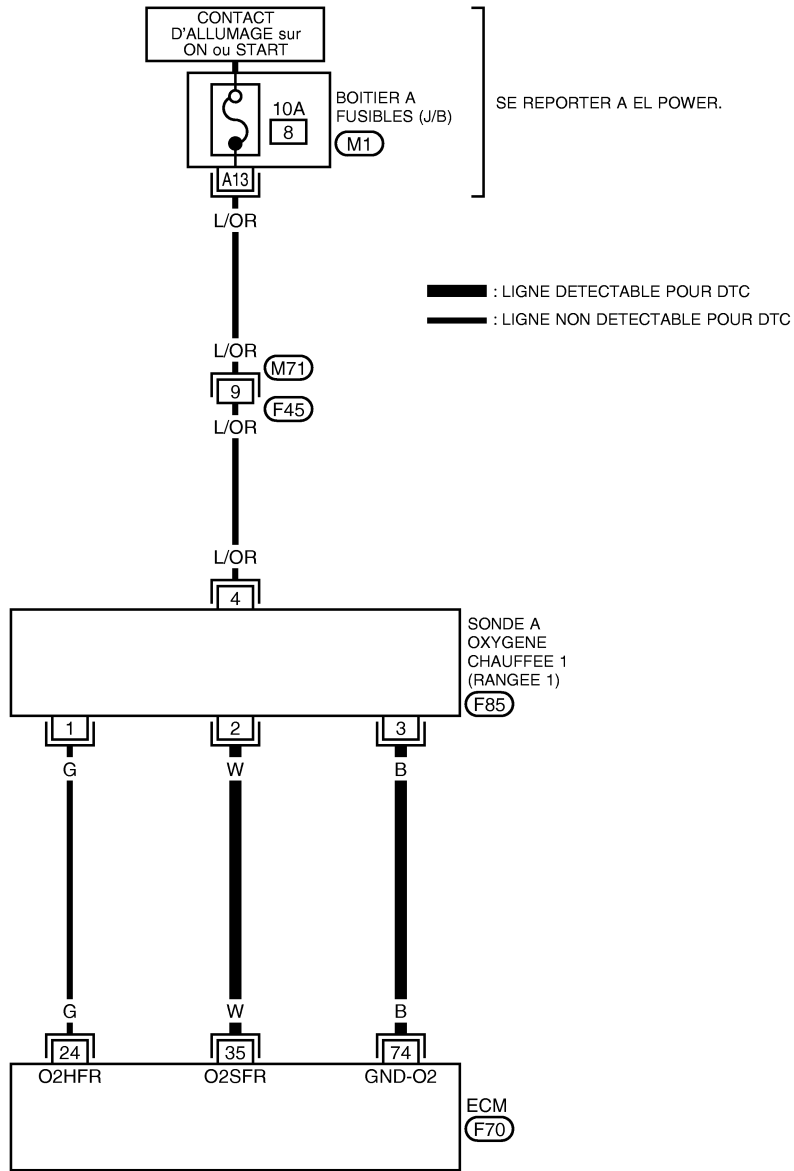 CONTACT
D'ALLUMAGE sur
ON ou START
10A
8
BOITIER A
FUSIBLES (J/B)
M1
SE REPORTER A EL POWER.
A13
L/OR
: LIGNE DETECTABLE POUR DTC
: LIGNE NON DETECTABLE POUR DTC
L/OR
M71
9
F45
L/OR
L/OR
4
SONDE A
OXYGENE
CHAUFFEE 1
(RANGEE 1)
F85
1 2 3
G W B
G W B
24 35 74
O2HFR O2SFR GND-O2
ECM
F70